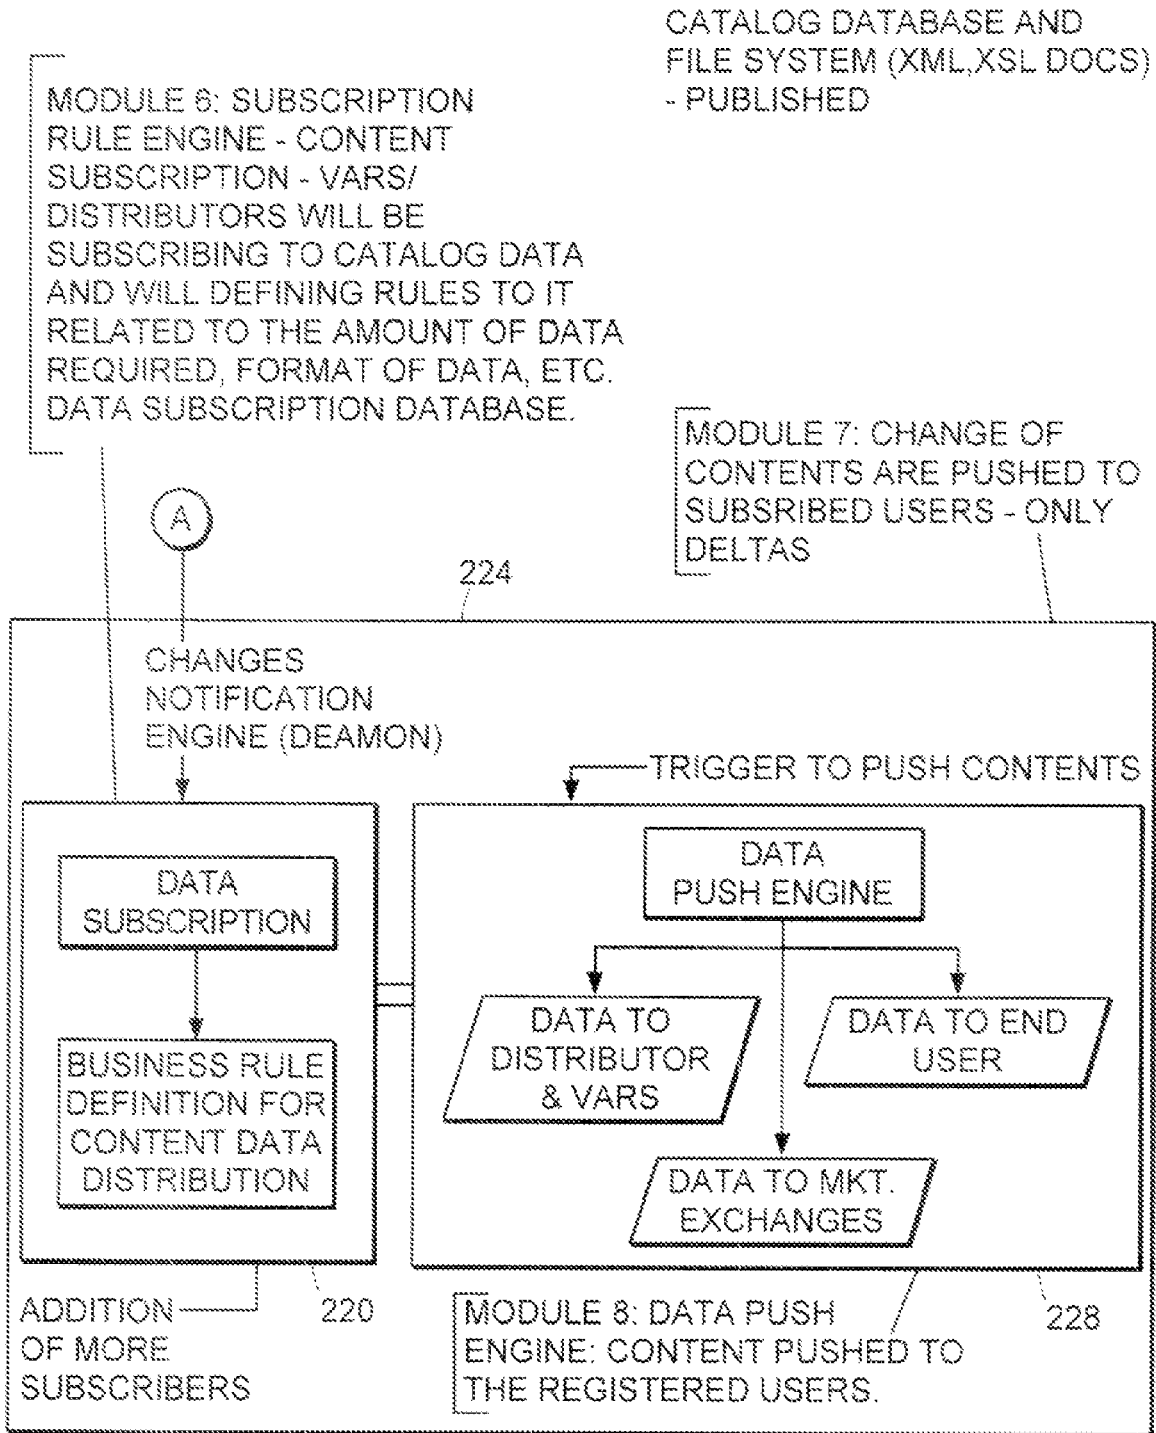 CATALOG DATABASE AND
FILE SYSTEM (XML,XSL DOCS)
- PUBLISHED
MODULE 6: SUBSCRIPTION
RULE ENGINE - CONTENT
SUBSCRIPTION - VARS/
DISTRIBUTORS WILL BE
SUBSCRIBING TO CATALOG DATA
AND WILL DEFINING RULES TO IT
RELATED TO THE AMOUNT OF DATA
REQUIRED, FORMAT OF DATA, ETC.
DATA SUBSCRIPTION DATABASE.
MODULE 7: CHANGE OF
CONTENTS ARE PUSHED TO
SUBSRIBED USERS - ONLY
DELTAS
A
224
CHANGES
NOTIFICATION
ENGINE (DEAMON)
TRIGGER TO PUSH CONTENTS
DATA
SUBSCRIPTION
BUSINESS RULE
DEFINITION FOR
CONTENT DATA
DISTRIBUTION
DATA
PUSH ENGINE
DATA TO
DISTRIBUTOR
& VARS
DATA TO END
USER
DATA TO MKT.
EXCHANGES
ADDITION
OF MORE
SUBSCRIBERS
220
MODULE 8: DATA PUSH
ENGINE: CONTENT PUSHED TO
THE REGISTERED USERS.
228